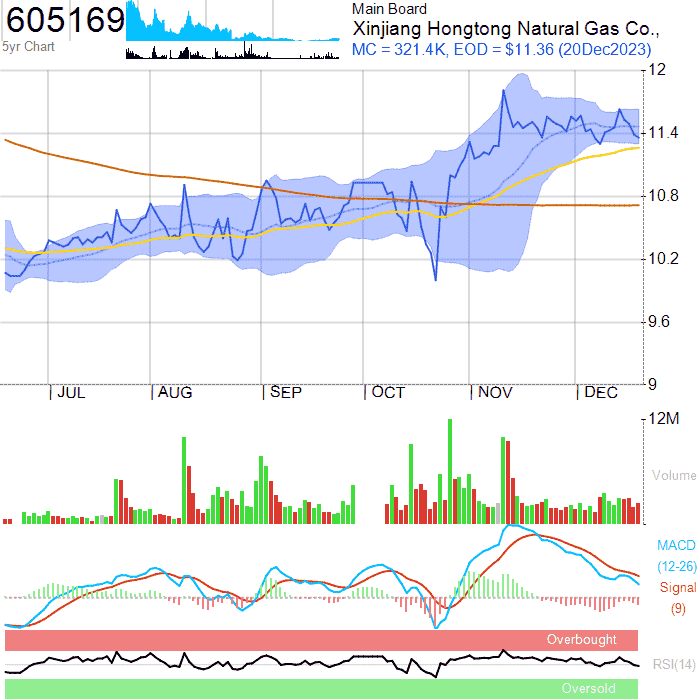 605169
5yr Chart
Main Board
Xinjiang Hongtong Natural Gas Co.,
MC = 321.4K, EOD = $11.36 (20Dec2023)
12
11.4
10.8
10.2
9.6
9
JUL
AUG
SEP
OCT
NOV
DEC
12M
Volume
MACD
(12-26)
Signal
(9)
Overbought
RSI(14)
Oversold